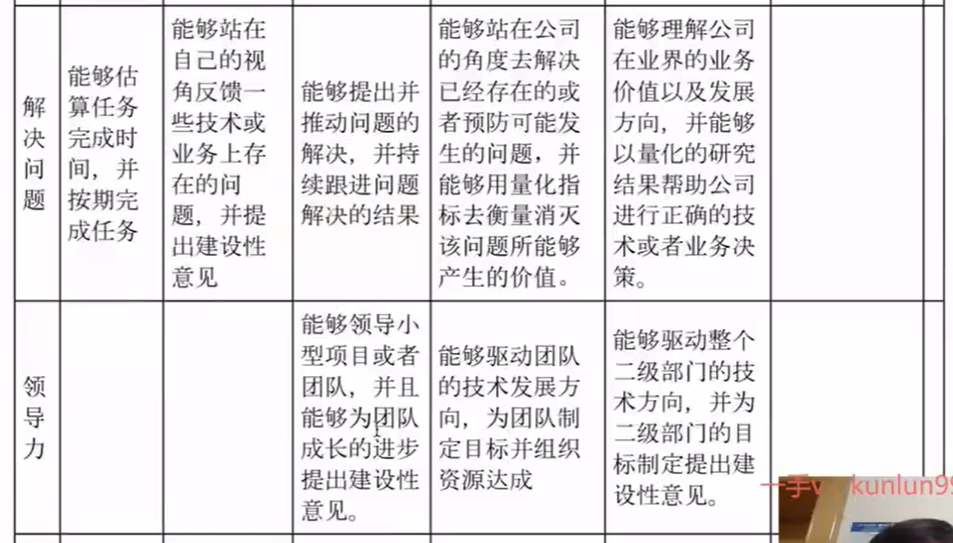 解
决
问
题
能够估
算任务
完成时
间，并
按期完
成任务
能够站在
自己的视
角反馈一
些技术或
业务上存
在的问
题，并提
出建设性
意见
能够提出并
推动问题的
解决，并持
续跟进问题
解决的结果
能够站在公司
的角度去解决
已经存在的或
者预防可能发
生的问题，并
能够用量化指
标去衡量消灭
该问题所能够
产生的价值。
能够理解公司
在业界的业务
价值以及发展
方向，并能够
以量化的研究
结果帮助公司
进行正确的技
术或者业务决
策。
领
导
力
能够领导小
型项目或者
团队，并且
能够为团队
成长的进步
提出建设性
意见。
能够驱动团队
的技术发展方
向，为团队制
定目标并组织
资源达成
能够驱动整个
二级部门的技
术方向，并为
二级部门的目
标制定提出建
设性意见。
一手v kunlun99